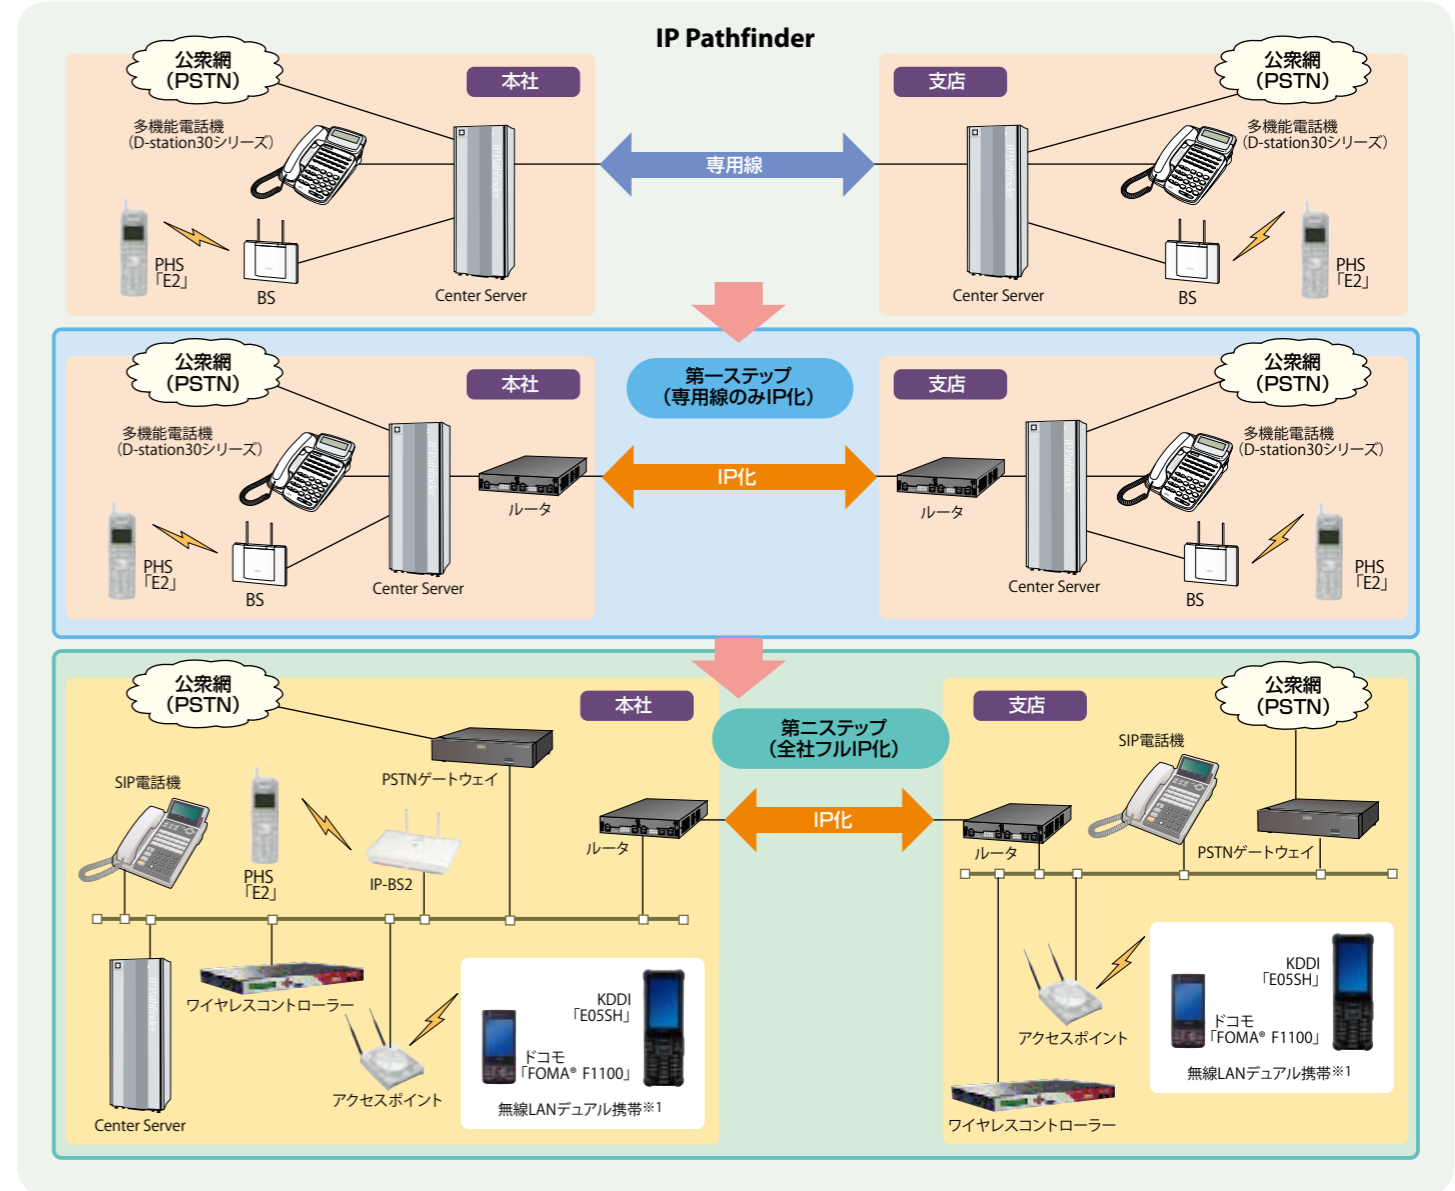 IP Pathfinder
公衆網
(PSTN)
本社
多機能電話機
(D-station30シリーズ)
IP Pathfinder
PHS
「E2」
BS
Center Server
専用線
支店
公衆網
(PSTN)
多機能電話機
(D-station30シリーズ)
IP Pathfinder
Center Server
BS
PHS
「E2」
第一ステップ
(専用線のみIP化)
公衆網
(PSTN)
本社
多機能電話機
(D-station30シリーズ)
IP Pathfinder
ルータ
PHS
「E2」
BS
Center Server
IP化
支店
公衆網
(PSTN)
多機能電話機
(D-station30シリーズ)
IP Pathfinder
ルータ
Center Server
BS
PHS
「E2」
第二ステップ
(全社フルIP化)
公衆網
(PSTN)
本社
PSTNゲートウェイ
SIP電話機
PHS
「E2」
IP-BS2
ルータ
IP Pathfinder
Center Server
ワイヤレスコントローラー
アクセスポイント
KDDI
「E05SH」
ドコモ
「FOMA® F1100」
無線LANデュアル携帯※1
IP化
支店
公衆網
(PSTN)
SIP電話機
ルータ
PSTNゲートウェイ
アクセスポイント
KDDI
「E05SH」
ドコモ
「FOMA® F1100」
無線LANデュアル携帯※1
ワイヤレスコントローラー